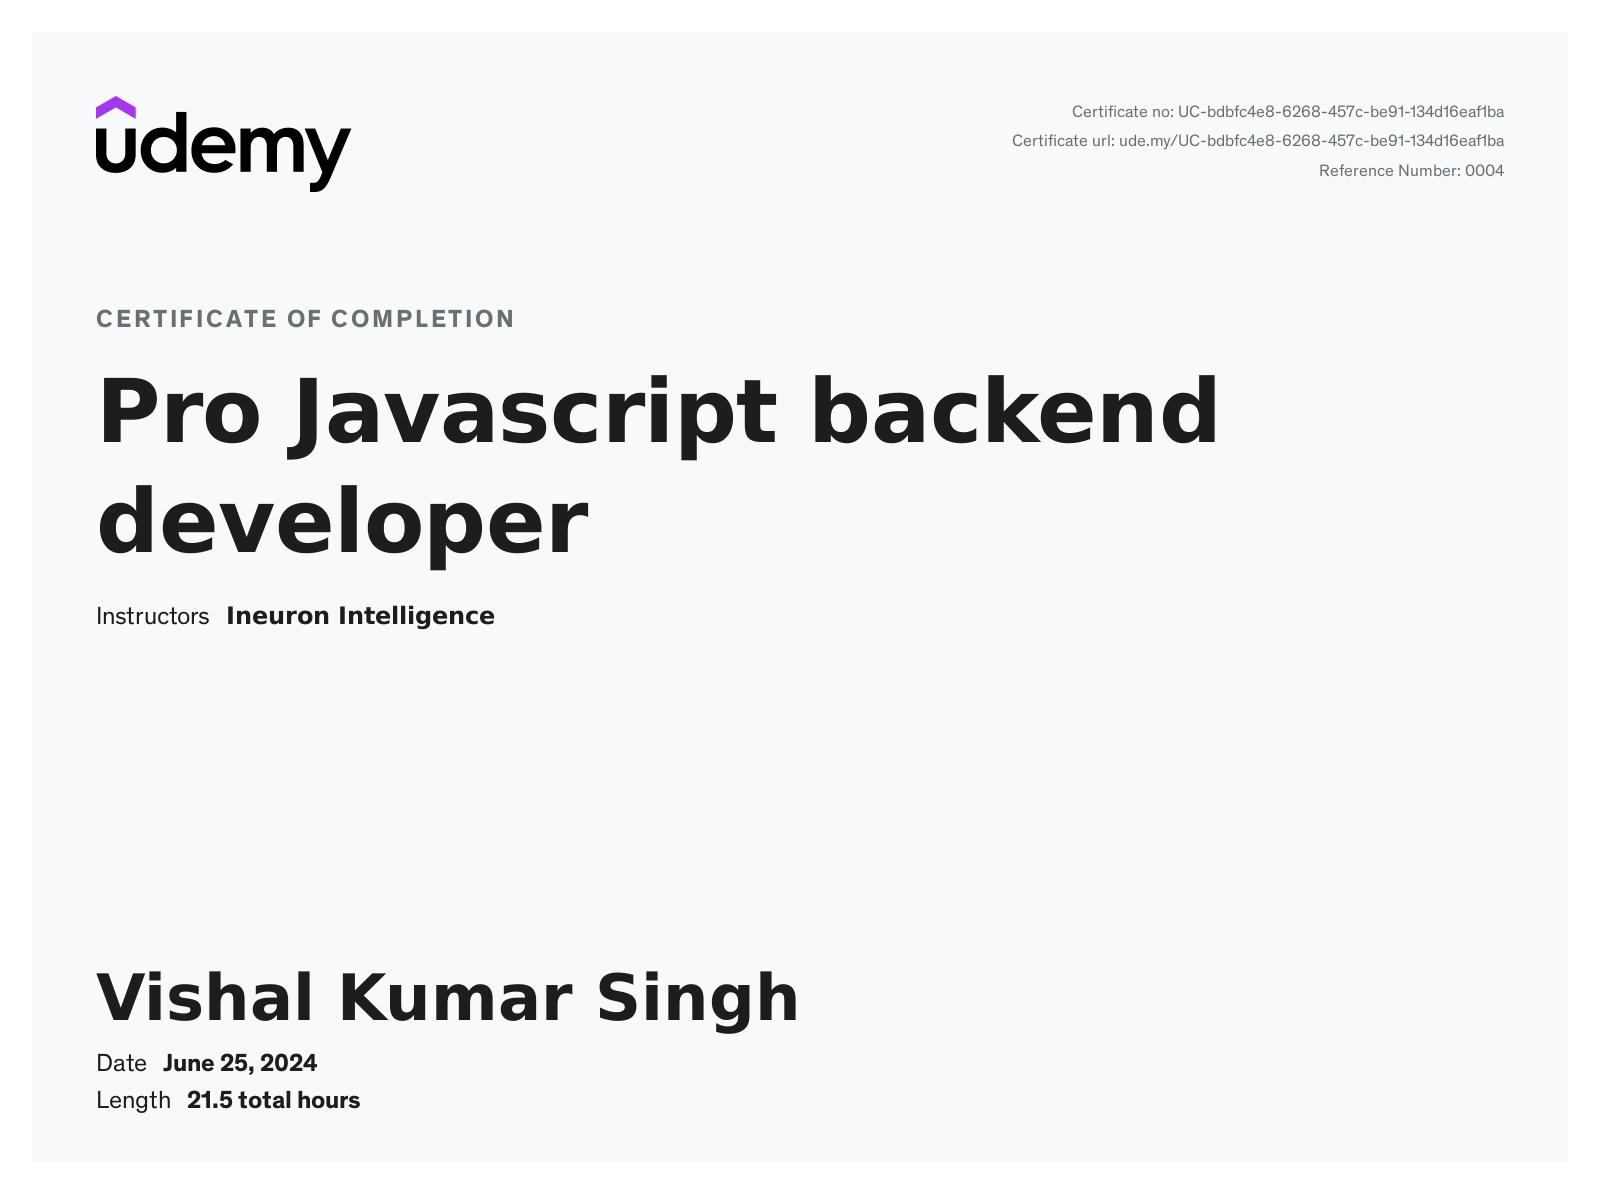 udemy
Certificate no: UC-bdbfc4e8-6268-457c-be91-134d16eaf1ba
Certificate url: ude.my/UC-bdbfc4e8-6268-457c-be91-134d16eaf1ba
Reference Number: 0004
CERTIFICATE OF COMPLETION
Pro Javascript backend
developer
Instructors Ineuron Intelligence
Vishal Kumar Singh
Date June 25, 2024
Length 21.5 total hours